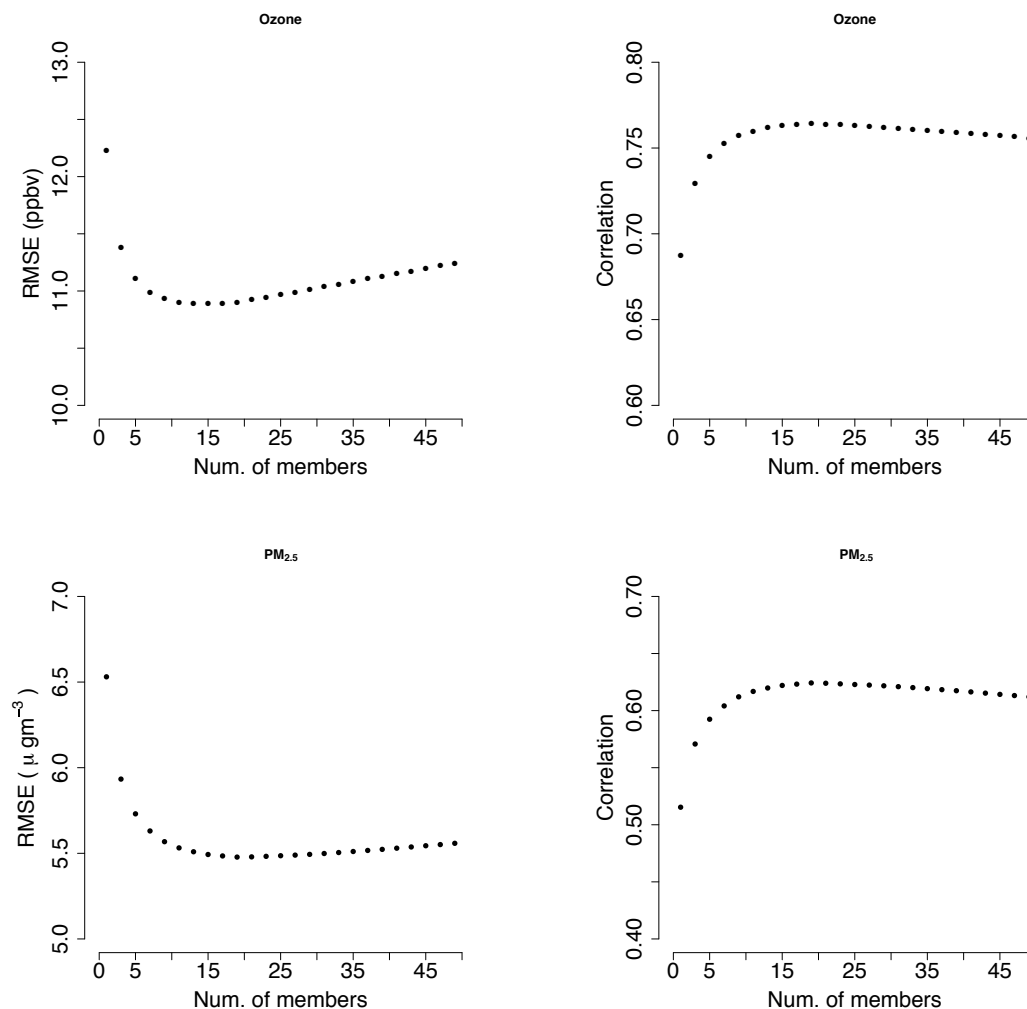 Ozone
13.0
12.0
11.0
10.0
RMSE (ppbv)
0 5 15 25 35 45
Num. of members
Ozone
0.80
0.75
0.70
0.65
0.60
Correlation
0 5 15 25 35 45
Num. of members
PM2.5
7.0
6.5
6.0
5.5
5.0
RMSE ( μ gm−3 )
0 5 15 25 35 45
Num. of members
PM2.5
0.70
0.60
0.50
0.40
Correlation
0 5 15 25 35 45
Num. of members